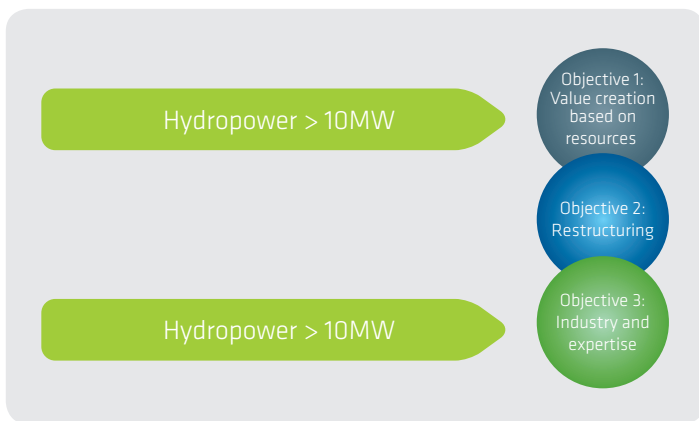 Hydropower > 10MW
Objective 1:
Value creation
based on
resources
Objective 2:
Restructuring
Hydropower > 10MW
Objective 3:
Industry and
expertise